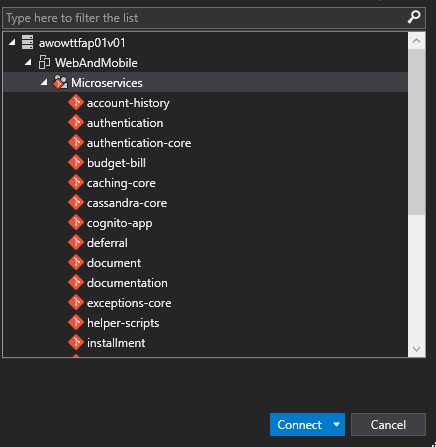 Type here to filter the list
awowttfap01v01
WebAndMobile
Microservices
account-history
authentication
authentication-core
budget-bill
caching-core
cassandra-core
cognito-app
deferral
document
documentation
exceptions-core
helper-scripts
installment
Connect
Cancel